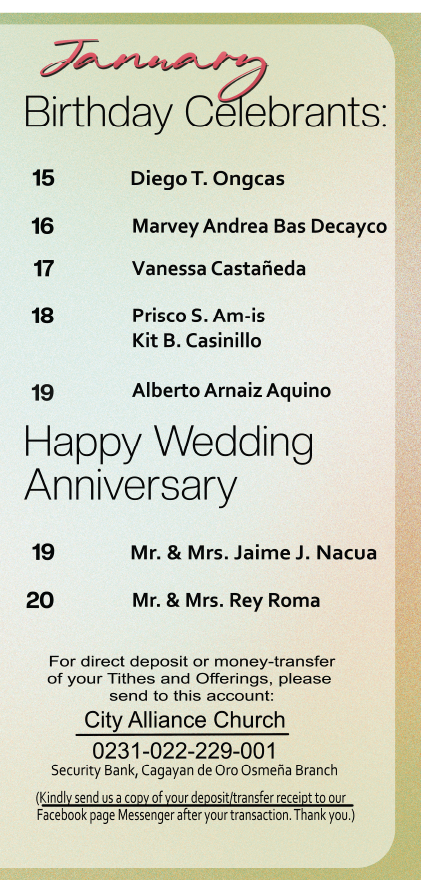 January
Birthday Celebrants:
15 Diego T. Ongcas
16 Marvey Andrea Bas Decayco
17 Vanessa Castañeda
18 Prisco S. Am-is
Kit B. Casinillo
19 Alberto Arnaiz Aquino
Happy Wedding
Anniversary
19 Mr. & Mrs. Jaime J. Nacua
20 Mr. & Mrs. Rey Roma
For direct deposit or money-transfer
of your Tithes and Offerings, please
send to this account:
City Alliance Church
0231-022-229-001
Security Bank, Cagayan de Oro Osmeña Branch
(Kindly send us a copy of your deposit/transfer receipt to our
Facebook page Messenger after your transaction. Thank you.)